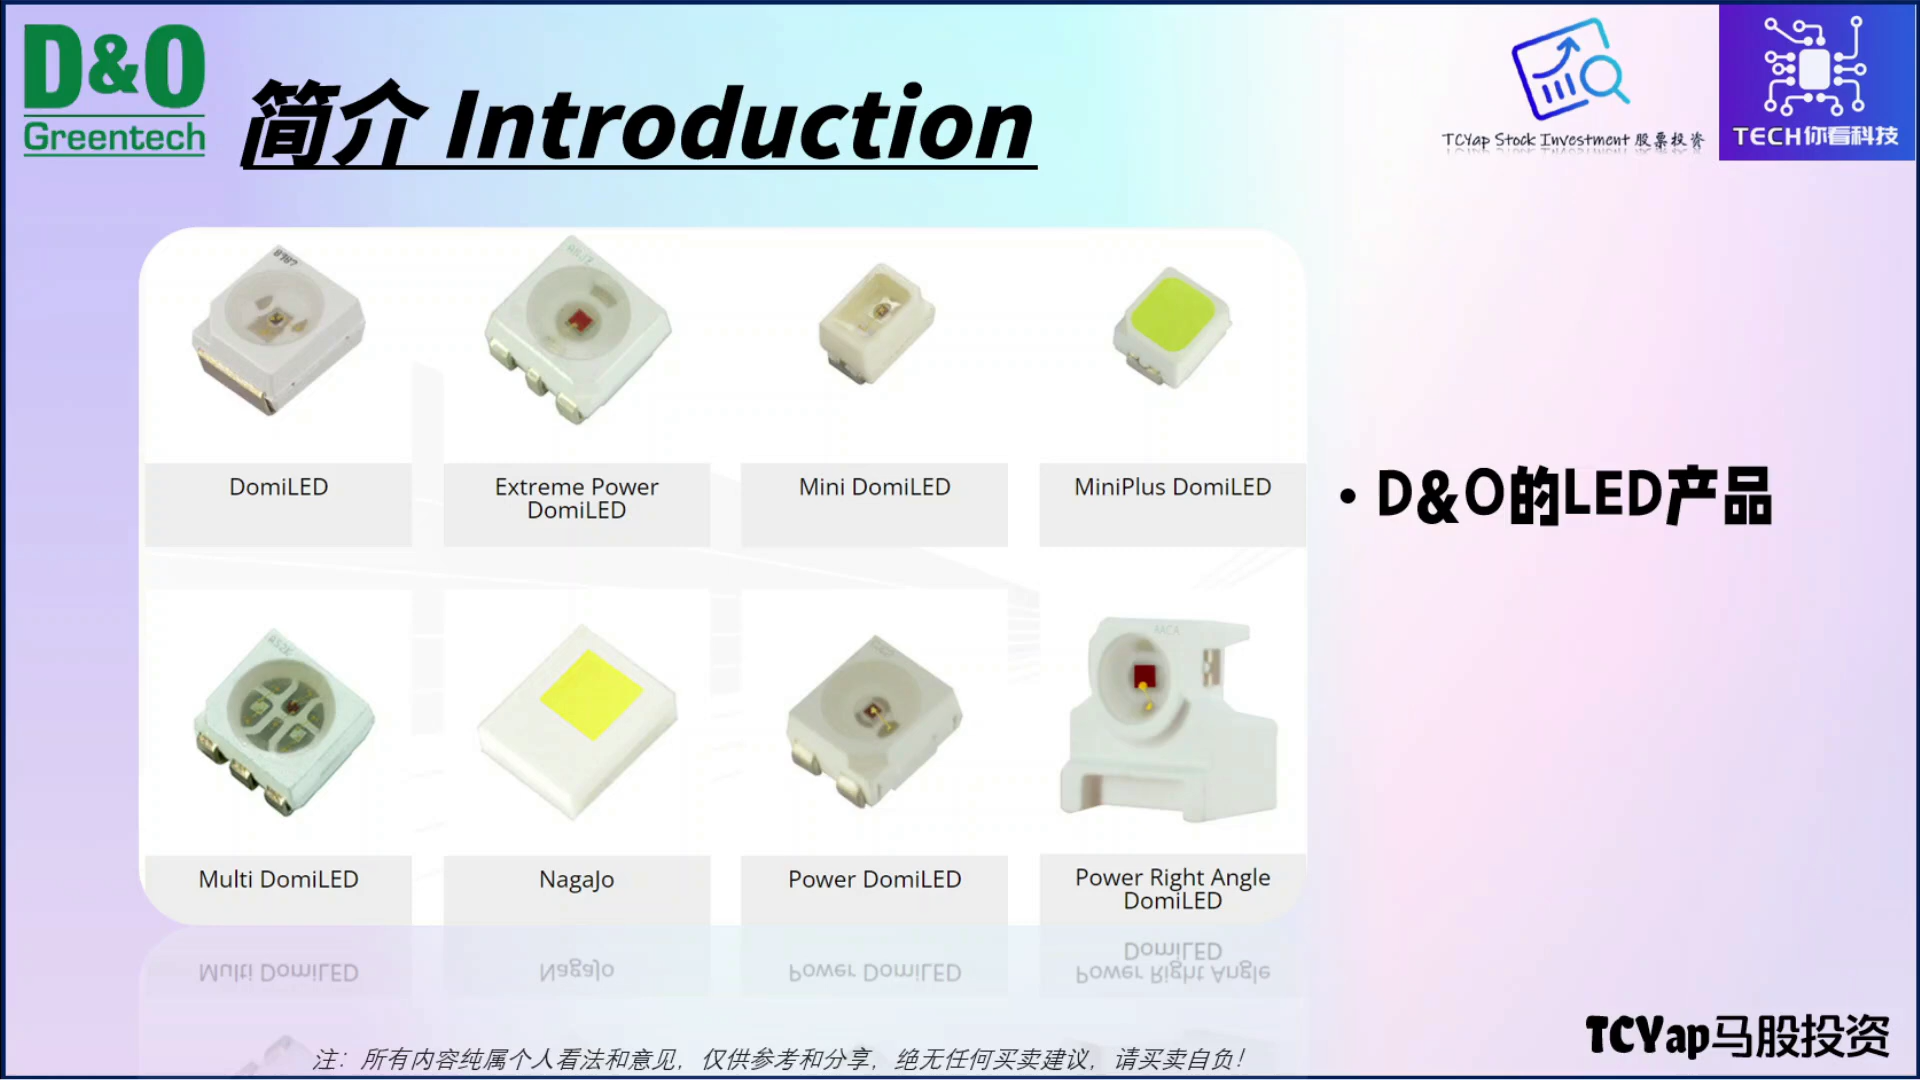 D&O
Greentech
简介 Introduction
TCYap Stock Investment 股票投资
TECH你看科技
DomiLED
Extreme Power
DomiLED
Mini DomiLED
MiniPlus DomiLED
• D&O的LED产品
Multi DomiLED
NagaJo
Power DomiLED
Power Right Angle
DomiLED
TCYap马股投资
注：所有内容纯属个人看法和意见，仅供参考和分享，绝无任何买卖建议，请买卖自负！